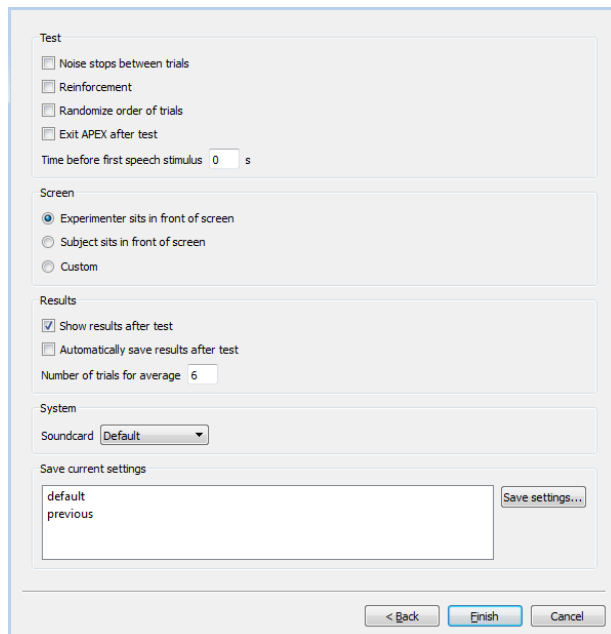 Test
Noise stops between trials
Reinforcement
Randomize order of trials
Exit APEX after test
Time before first speech stimulus 0 s
Screen
Experimenter sits in front of screen
Subject sits in front of screen
Custom
Results
Show results after test
Automatically save results after test
Number of trials for average 6
System
Soundcard Default
Save current settings
default
previous
Save settings...
< Back Finish Cancel